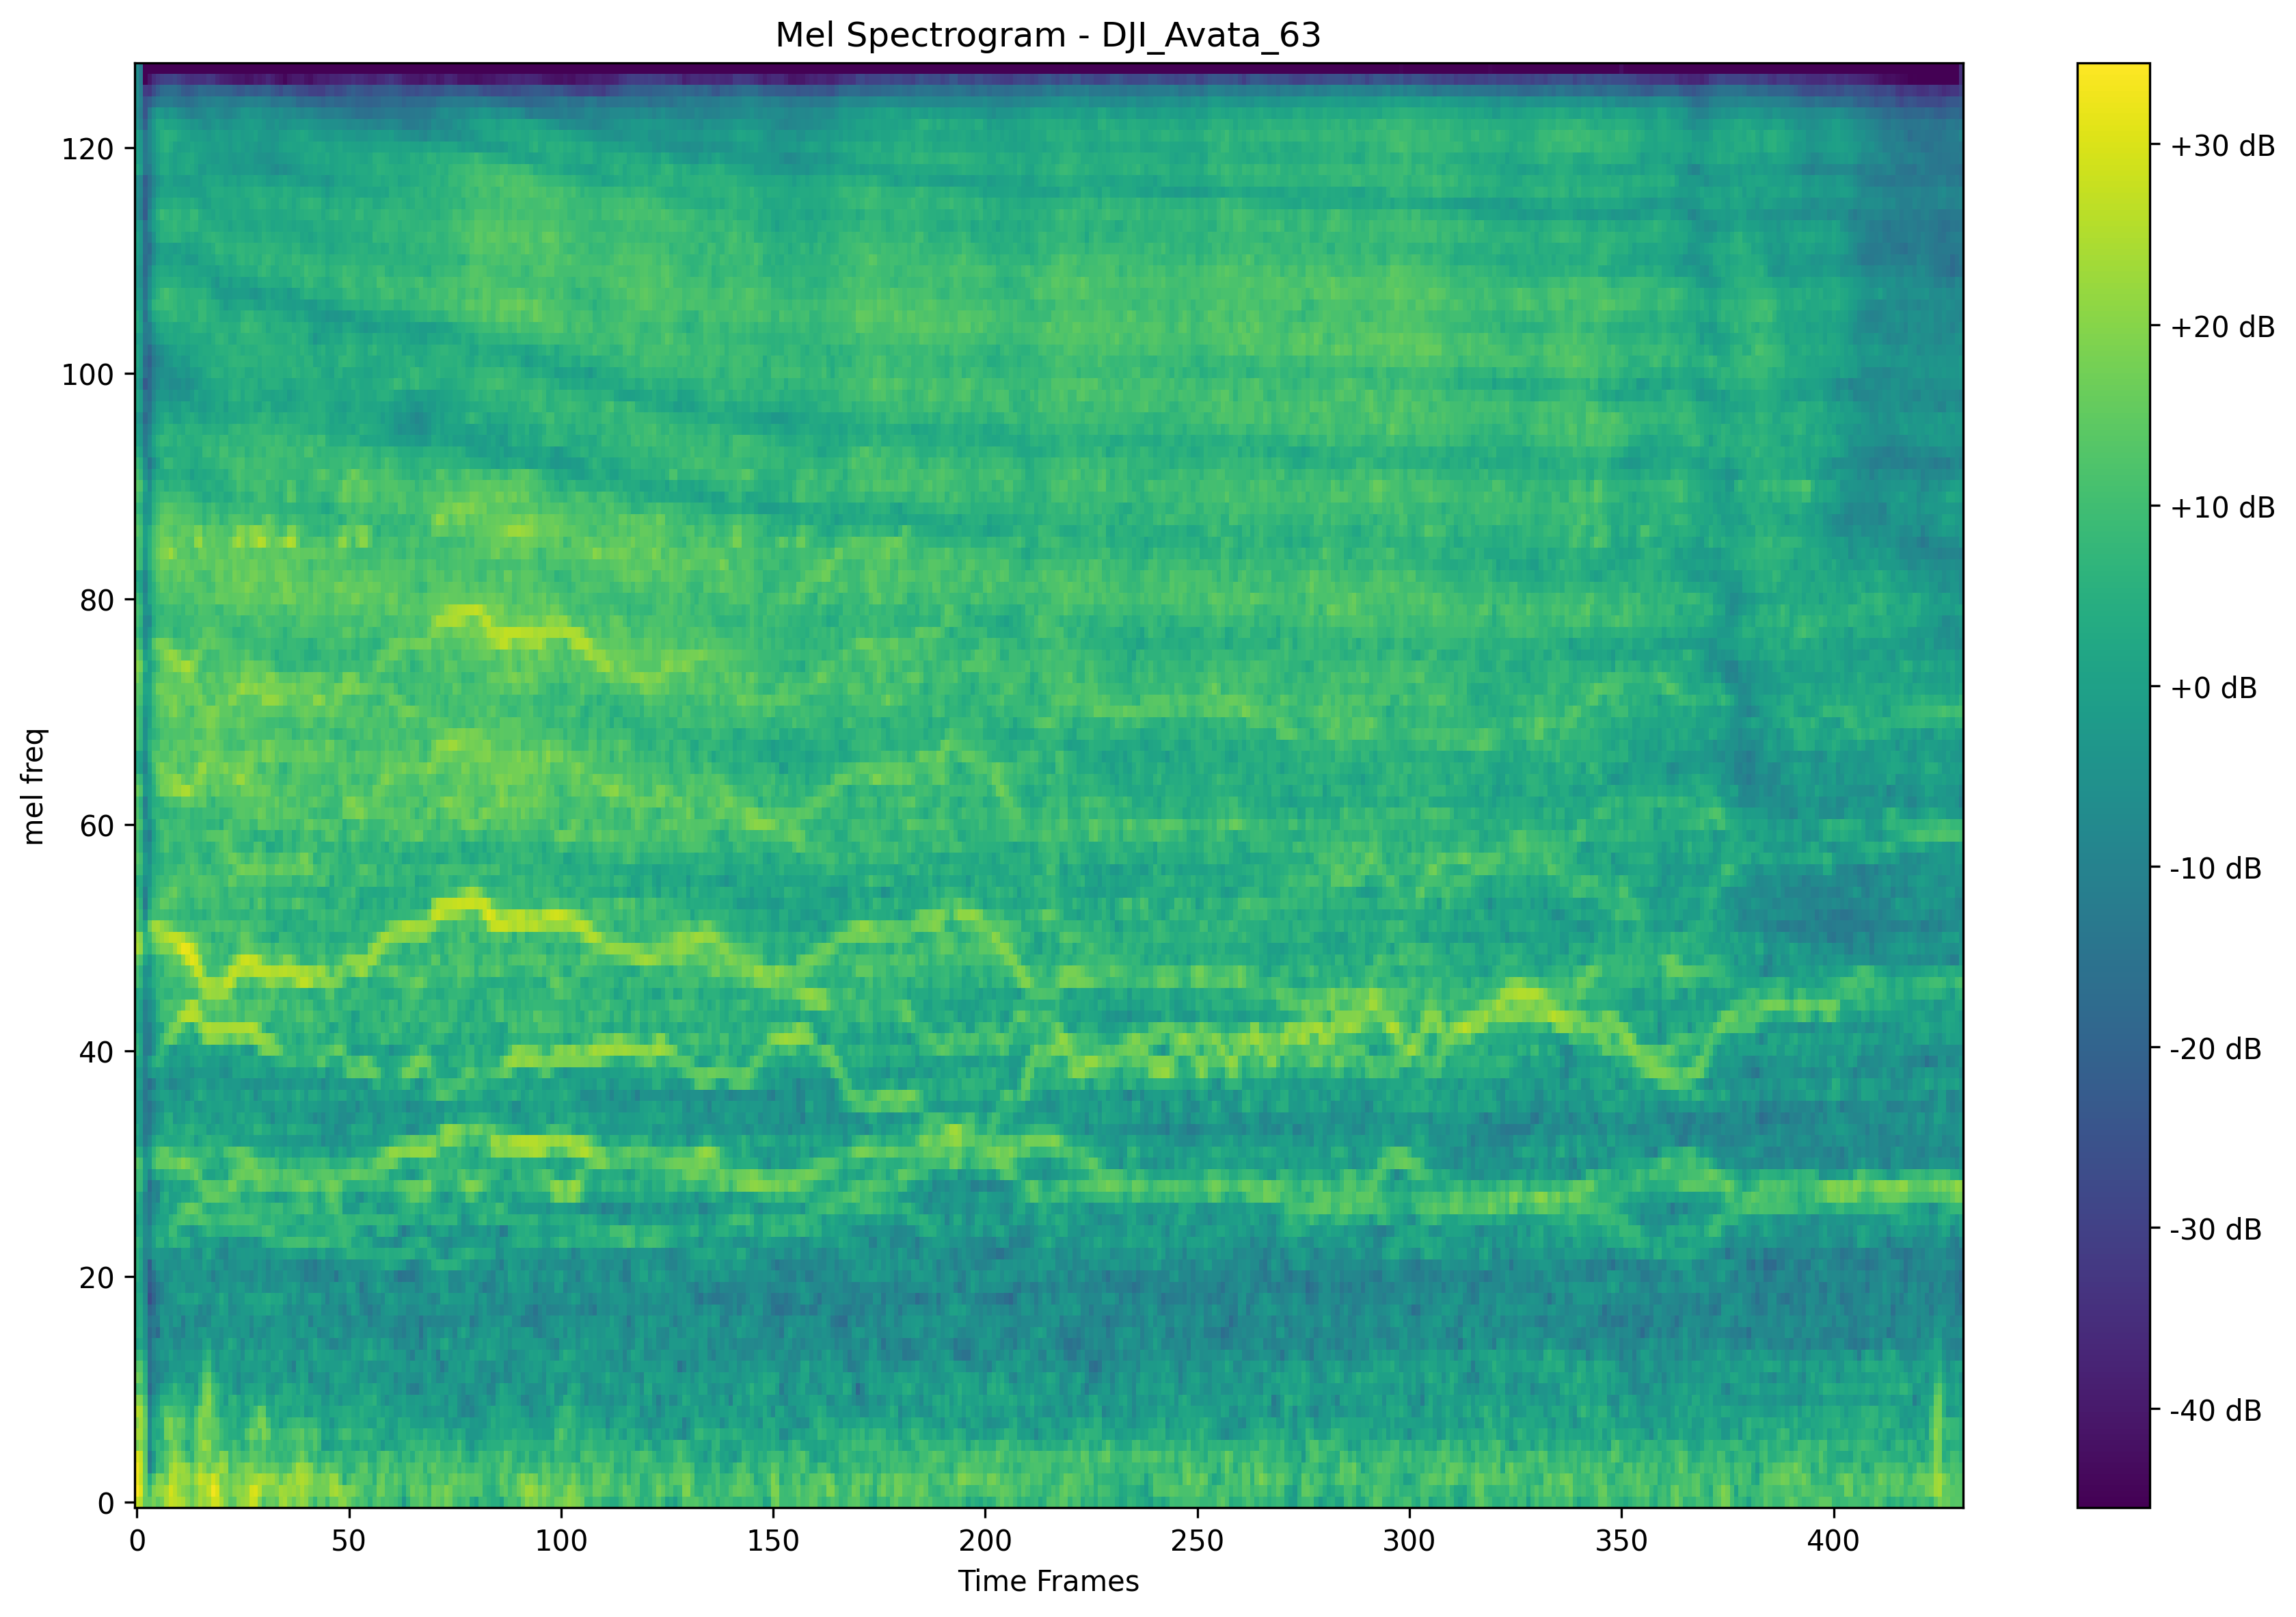 Mel Spectrogram - DJI_Avata_63
mel freq
120
100
80
60
40
20
0
0 50 100 150 200 250 300 350 400
Time Frames
+30 dB
+20 dB
+10 dB
+0 dB
-10 dB
-20 dB
-30 dB
-40 dB